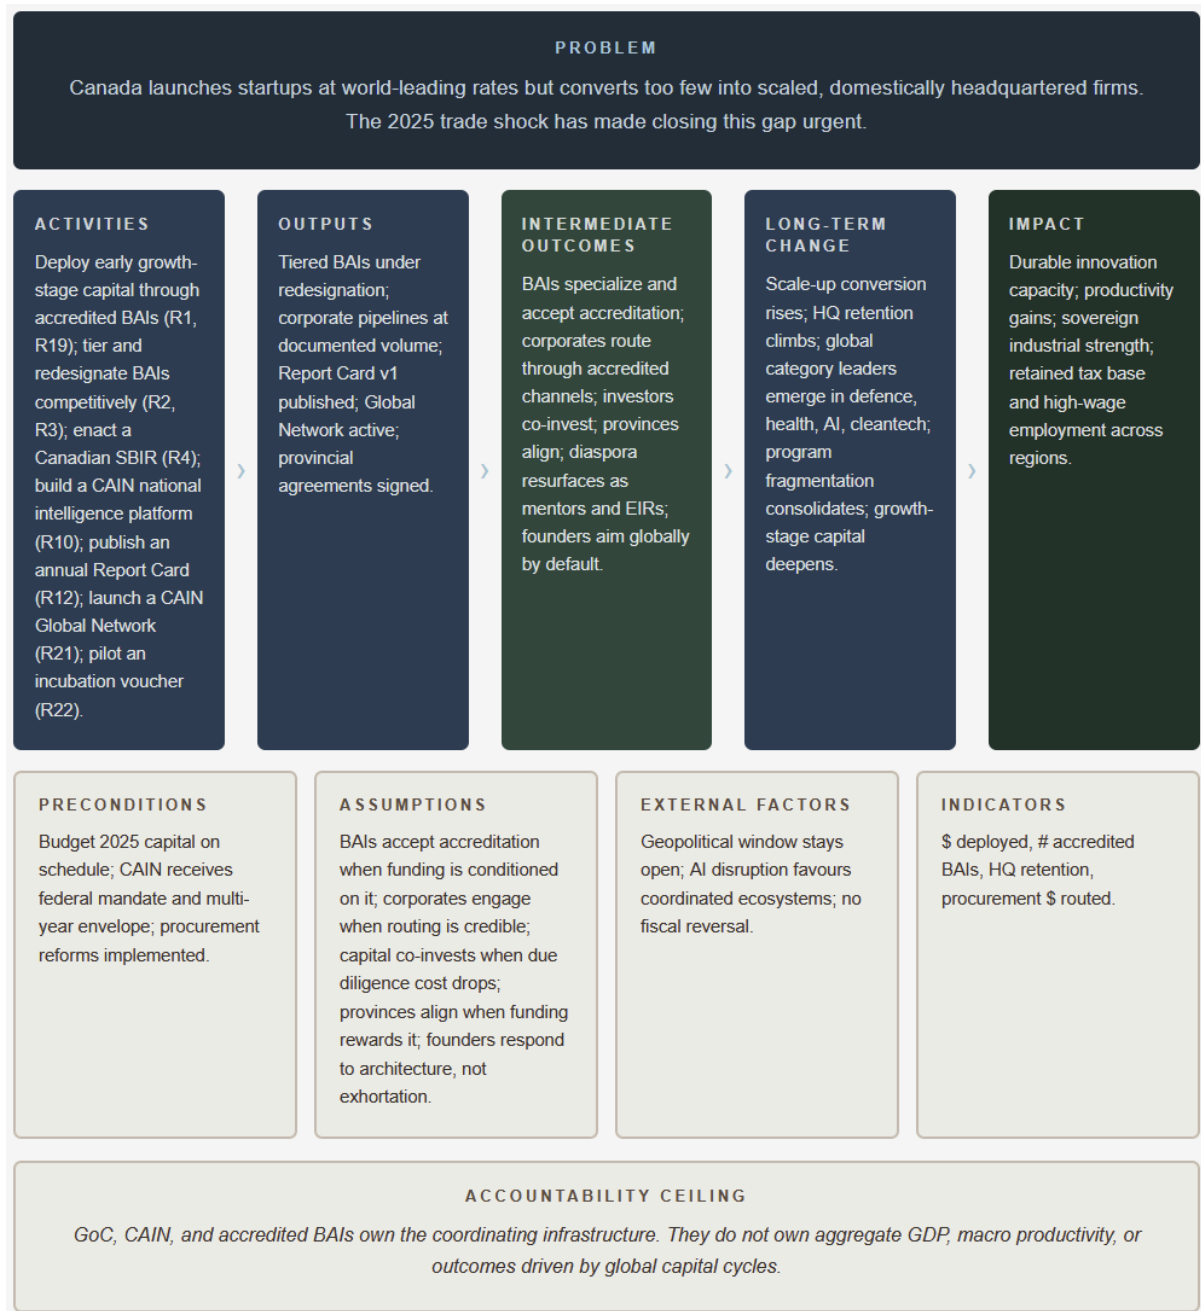 PROBLEM
Canada launches startups at world-leading rates but converts too few into scaled, domestically headquartered firms.
The 2025 trade shock has made closing this gap urgent.
ACTIVITIES
Deploy early growth-
stage capital through
accredited BAIs (R1,
R19); tier and
redesignate BAIs
competitively (R2,
R3); enact a
Canadian SBIR (R4);
build a CAIN national
intelligence platform
(R10); publish an
annual Report Card
(R12); launch a CAIN
Global Network
(R21); pilot an
incubation voucher
(R22).
›
OUTPUTS
Tiered BAIs under
redesignation;
corporate pipelines at
documented volume;
Report Card v1
published; Global
Network active;
provincial
agreements signed.
›
INTERMEDIATE
OUTCOMES
BAIs specialize and
accept accreditation;
corporates route
through accredited
channels; investors
co-invest; provinces
align; diaspora
resurfaces as
mentors and EIRs;
founders aim globally
by default.
›
LONG-TERM
CHANGE
Scale-up conversion
rises; HQ retention
climbs; global
category leaders
emerge in defence,
health, AI, cleantech;
program
fragmentation
consolidates; growth-
stage capital
deepens.
›
IMPACT
Durable innovation
capacity; productivity
gains; sovereign
industrial strength;
retained tax base
and high-wage
employment across
regions.
PRECONDITIONS
Budget 2025 capital on
schedule; CAIN receives
federal mandate and multi-
year envelope; procurement
reforms implemented.
ASSUMPTIONS
BAIs accept accreditation
when funding is conditioned
on it; corporates engage
when routing is credible;
capital co-invests when due
diligence cost drops;
provinces align when funding
rewards it; founders respond
to architecture, not
exhortation.
EXTERNAL FACTORS
Geopolitical window stays
open; AI disruption favours
coordinated ecosystems; no
fiscal reversal.
INDICATORS
$ deployed, # accredited
BAIs, HQ retention,
procurement $ routed.
ACCOUNTABILITY CEILING
GoC, CAIN, and accredited BAIs own the coordinating infrastructure. They do not own aggregate GDP, macro productivity, or
outcomes driven by global capital cycles.